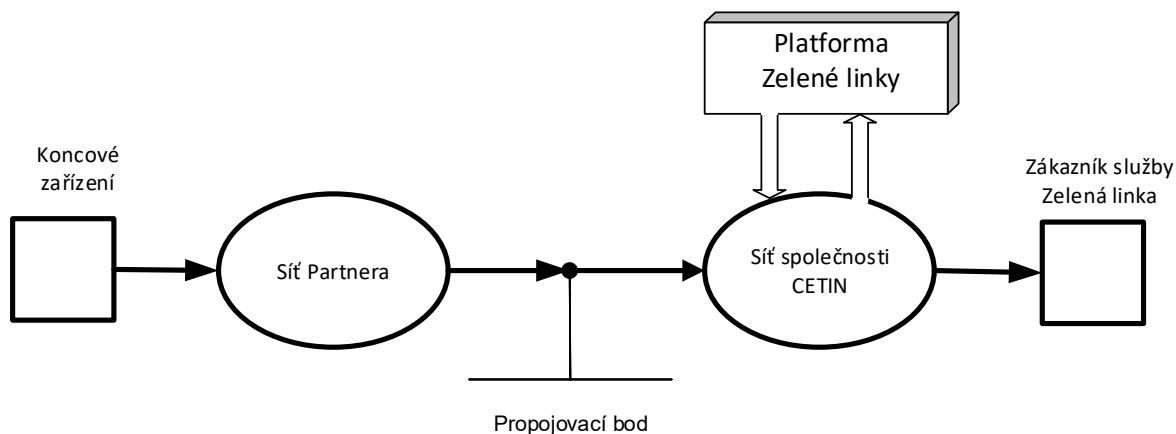 Platforma
Zelené linky
Koncové
zařízení
Zákazník služby
Zelená linka
Síť Partnera
Síť společnosti
CETIN
Propojovací bod